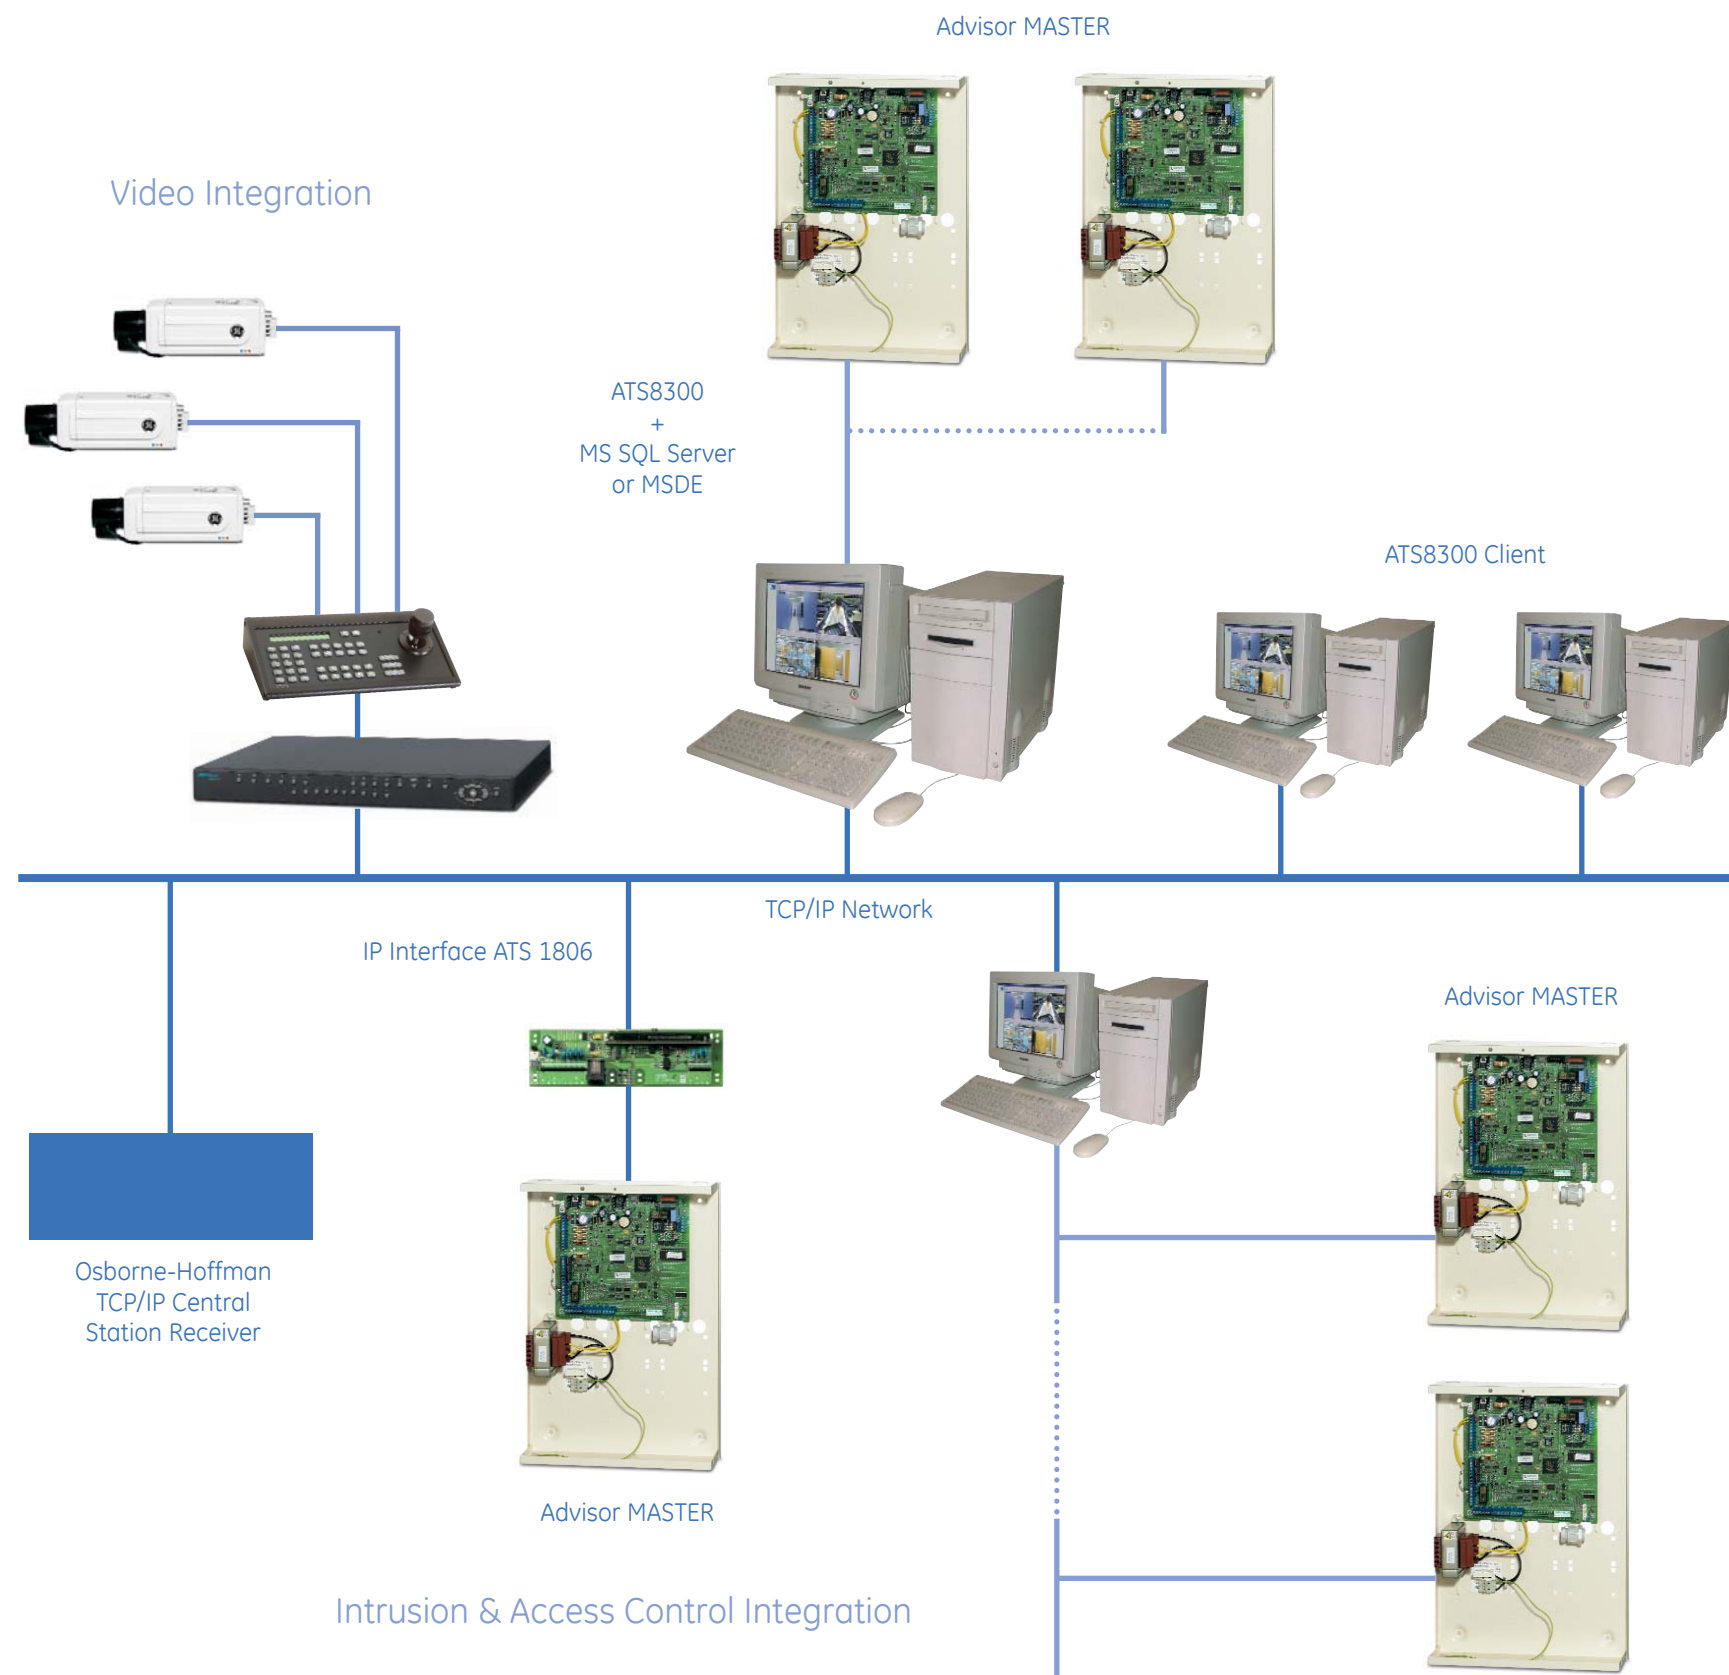 Advisor MASTER
Video Integration
ATS8300
+
MS SQL Server
or MSDE
ATS8300 Client
TCP/IP Network
IP Interface ATS 1806
Advisor MASTER
Osborne-Hoffman
TCP/IP Central
Station Receiver
Advisor MASTER
Intrusion & Access Control Integration